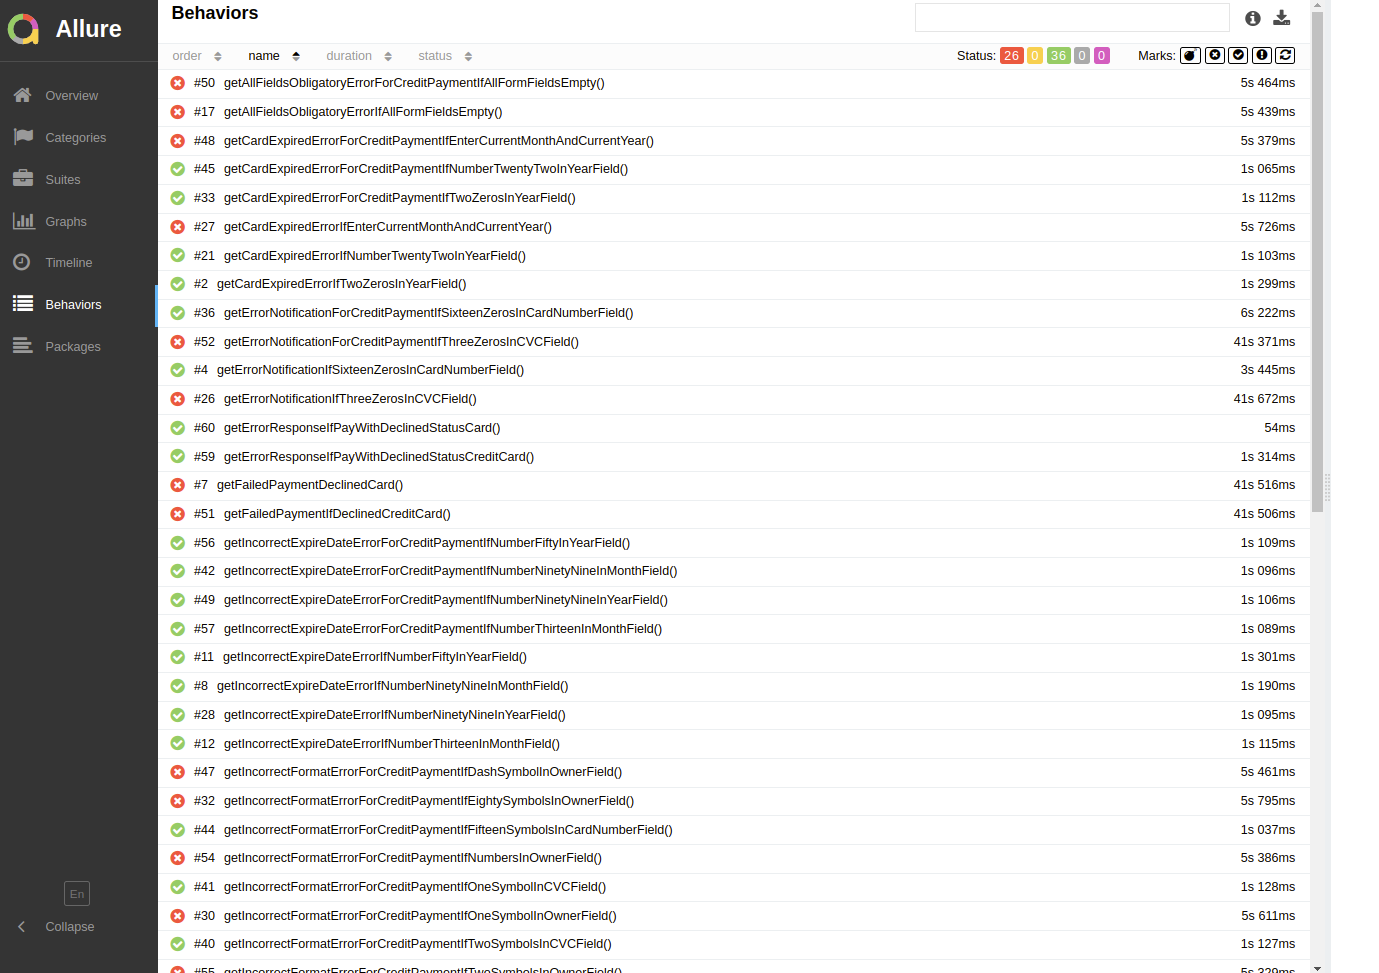 Allure
Overview
Categories
Suites
Graphs
Timeline
Behaviors
Packages
En
Collapse
Behaviors
order name duration status Status: 26 0 36 0 0 Marks:
#50 getAllFieldsObligatoryErrorForCreditPaymentIfAllFormFieldsEmpty() 5s 464ms
#17 getAllFieldsObligatoryErrorIfAllFormFieldsEmpty() 5s 439ms
#48 getCardExpiredErrorForCreditPaymentIfEnterCurrentMonthAndCurrentYear() 5s 379ms
#45 getCardExpiredErrorForCreditPaymentIfNumberTwentyTwoInYearField() 1s 065ms
#33 getCardExpiredErrorForCreditPaymentIfTwoZerosInYearField() 1s 112ms
#27 getCardExpiredErrorIfEnterCurrentMonthAndCurrentYear() 5s 726ms
#21 getCardExpiredErrorIfNumberTwentyTwoInYearField() 1s 103ms
#2 getCardExpiredErrorIfTwoZerosInYearField() 1s 299ms
#36 getErrorNotificationForCreditPaymentIfSixteenZerosInCardNumberField() 6s 222ms
#52 getErrorNotificationForCreditPaymentIfThreeZerosInCVCField() 41s 371ms
#4 getErrorNotificationIfSixteenZerosInCardNumberField() 3s 445ms
#26 getErrorNotificationIfThreeZerosInCVCField() 41s 672ms
#60 getErrorResponseIfPayWithDeclinedStatusCard() 54ms
#59 getErrorResponseIfPayWithDeclinedStatusCreditCard() 1s 314ms
#7 getFailedPaymentDeclinedCard() 41s 516ms
#51 getFailedPaymentIfDeclinedCreditCard() 41s 506ms
#56 getIncorrectExpireDateErrorForCreditPaymentIfNumberFiftyInYearField() 1s 109ms
#42 getIncorrectExpireDateErrorForCreditPaymentIfNumberNinetyNineInMonthField() 1s 096ms
#49 getIncorrectExpireDateErrorForCreditPaymentIfNumberNinetyNineInYearField() 1s 106ms
#57 getIncorrectExpireDateErrorForCreditPaymentIfNumberThirteenInMonthField() 1s 089ms
#11 getIncorrectExpireDateErrorIfNumberFiftyInYearField() 1s 301ms
#8 getIncorrectExpireDateErrorIfNumberNinetyNineInMonthField() 1s 190ms
#28 getIncorrectExpireDateErrorIfNumberNinetyNineInYearField() 1s 095ms
#12 getIncorrectExpireDateErrorIfNumberThirteenInMonthField() 1s 115ms
#47 getIncorrectFormatErrorForCreditPaymentIfDashSymbolInOwnerField() 5s 461ms
#32 getIncorrectFormatErrorForCreditPaymentIfEightySymbolsInOwnerField() 5s 795ms
#44 getIncorrectFormatErrorForCreditPaymentIfFifteenSymbolsInCardNumberField() 1s 037ms
#54 getIncorrectFormatErrorForCreditPaymentIfNumbersInOwnerField() 5s 386ms
#41 getIncorrectFormatErrorForCreditPaymentIfOneSymbolInCVCField() 1s 128ms
#30 getIncorrectFormatErrorForCreditPaymentIfOneSymbolInOwnerField() 5s 611ms
#40 getIncorrectFormatErrorForCreditPaymentIfTwoSymbolsInCVCField() 1s 127ms
#55 getIncorrectFormatErrorForCreditPaymentIfTwoSymbolsInOwnerField() 5s 329ms